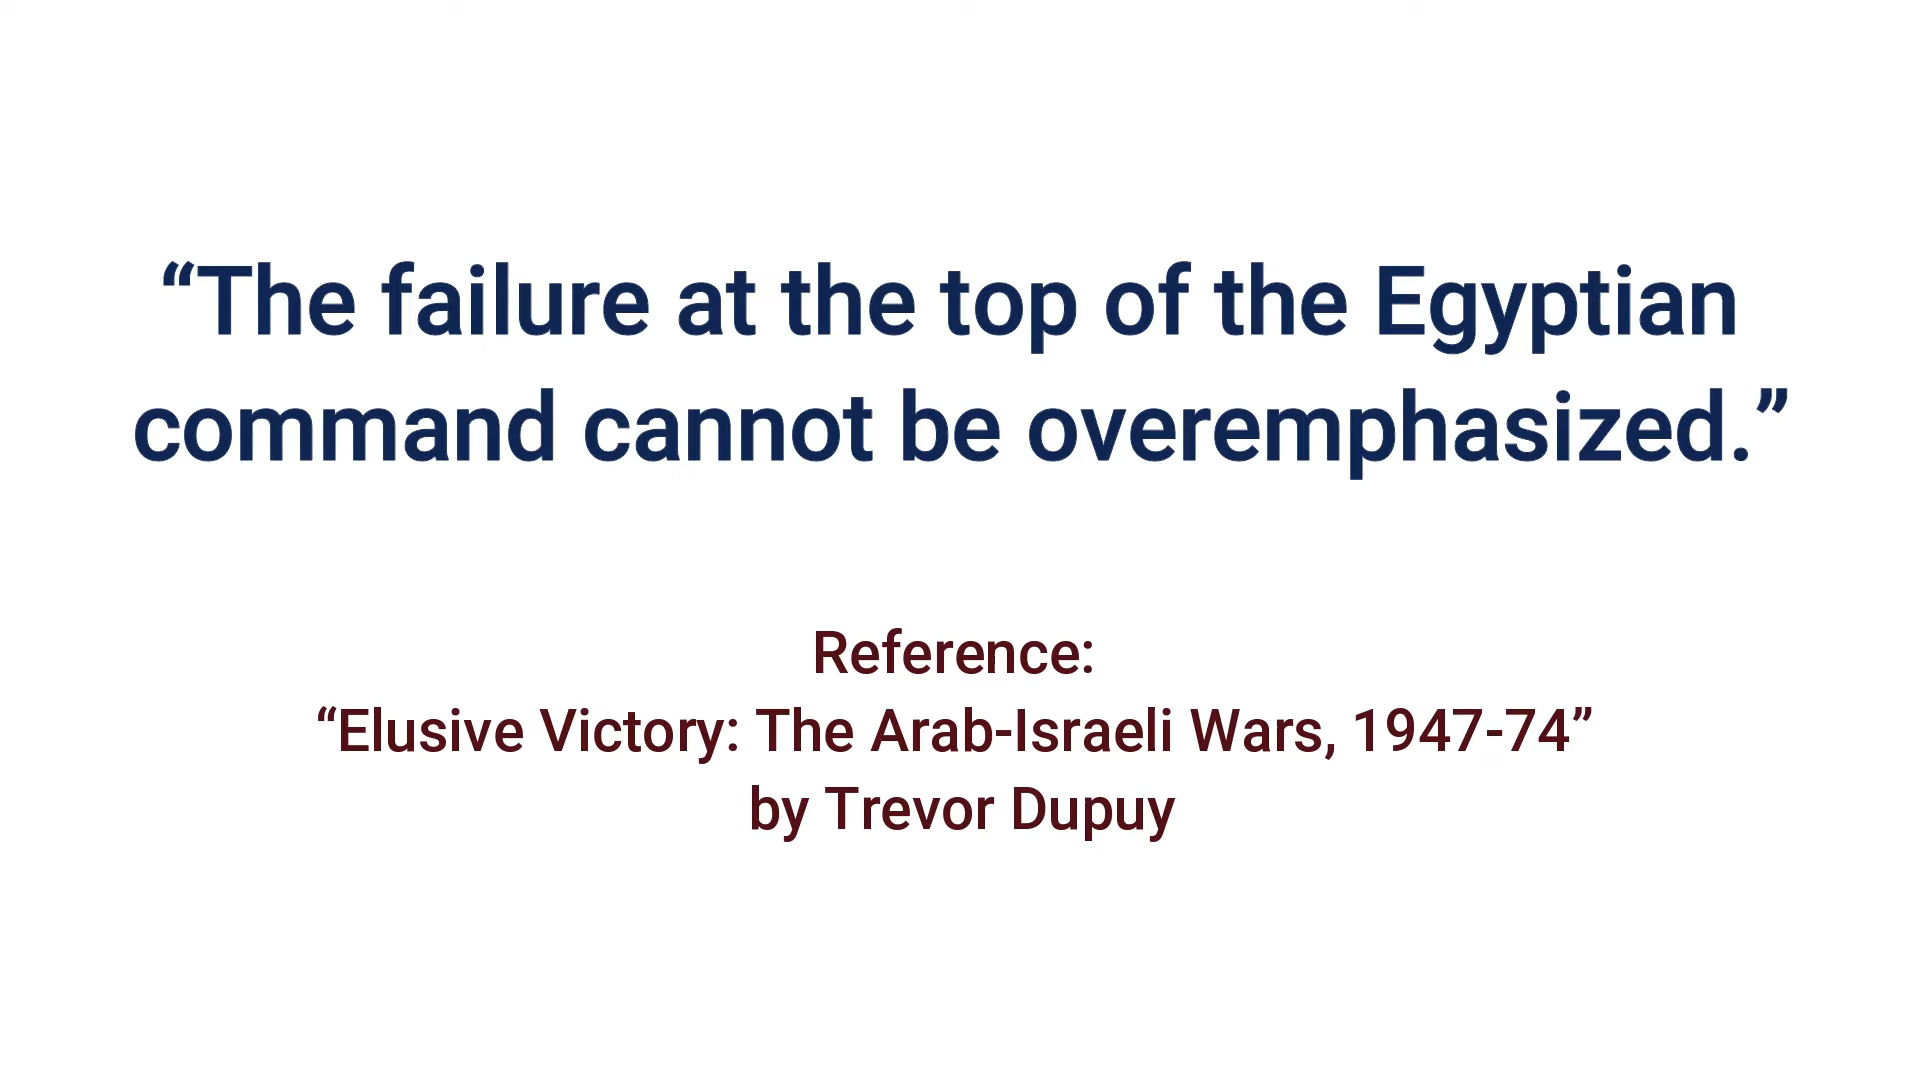 “The failure at the top of the Egyptian
command cannot be overemphasized.”
Reference:
“Elusive Victory: The Arab-Israeli Wars, 1947-74”
by Trevor Dupuy